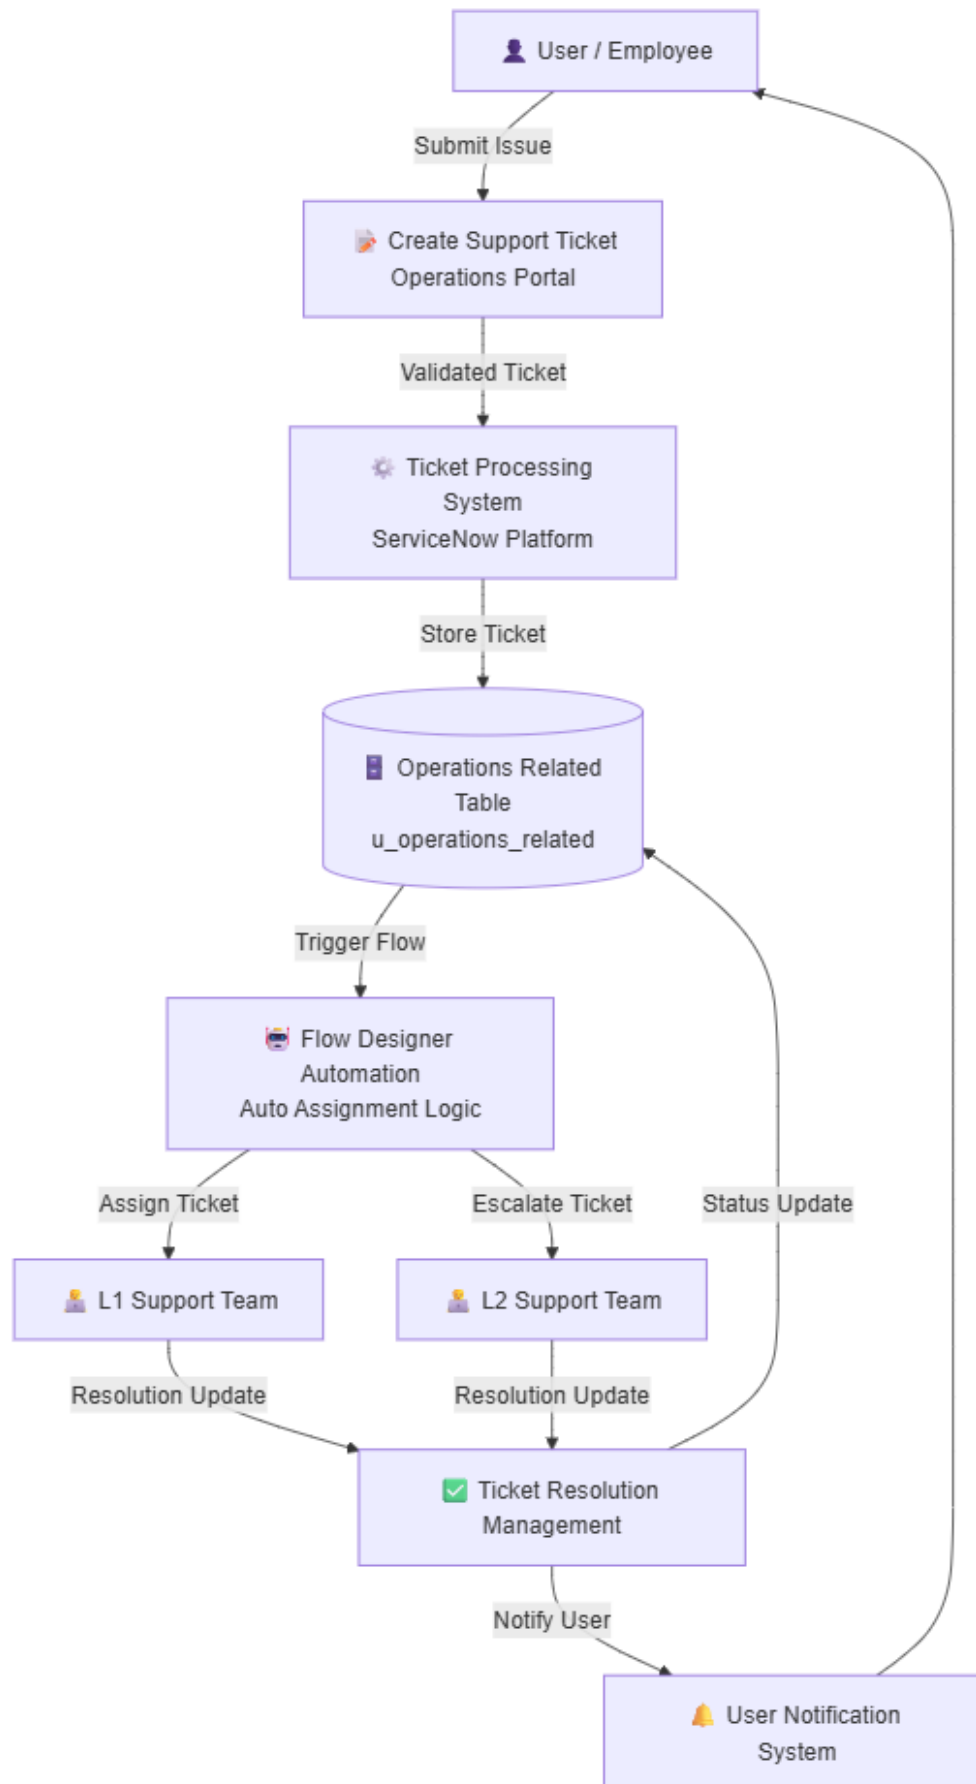 User / Employee
Submit Issue
Create Support Ticket
Operations Portal
Validated Ticket
Ticket Processing
System
ServiceNow Platform
Store Ticket
Operations Related
Table
u_operations_related
Trigger Flow
Flow Designer
Automation
Auto Assignment Logic
Assign Ticket
Escalate Ticket
Status Update
L1 Support Team
L2 Support Team
Resolution Update
Resolution Update
Ticket Resolution
Management
Notify User
User Notification
System